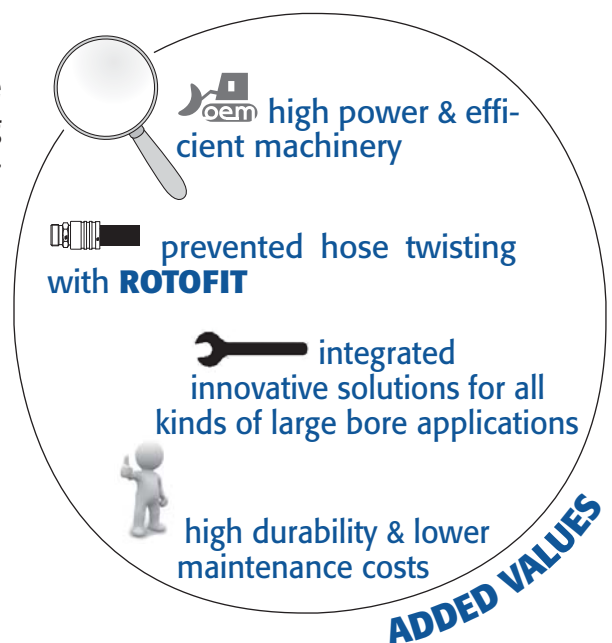 oem high power & effi-
cient machinery
prevented hose twisting
with ROTOFIT
integrated
innovative solutions for all
kinds of large bore applications
high durability & lower
maintenance costs
ADDED VALUES